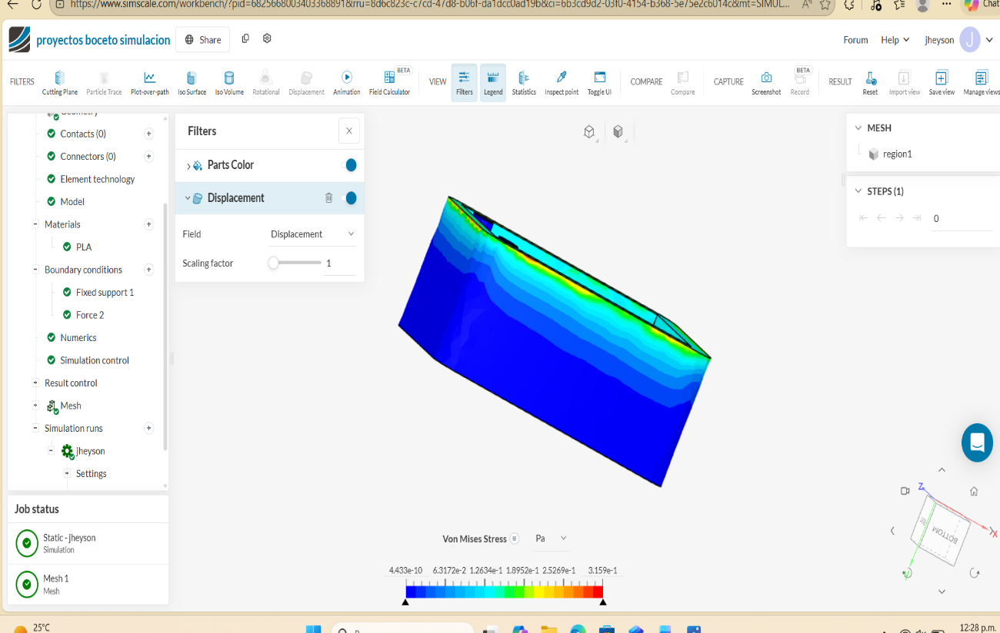 https://www.simscale.com/workbench/?pid=6825668003403368891&rru=8d6c823c-c7cd-47d8-b06f-da1dcc0ad19b&ci=6b3cd9d2-03f0-4154-b368-5e75e2c6014c&mt=SIMUL...
Chat
proyectos boceto simulacion
Share
Forum
Help
jheyson
J
FILTERS
Cutting Plane
Particle Trace
Plot-over-path
Iso Surface
Iso Volume
Rotational
Displacement
Animation
BETA
Field Calculator
VIEW
Filters
Legend
Statistics
Inspect point
Toggle UI
COMPARE
Compare
CAPTURE
Screenshot
BETA
Record
RESULT
Reset
Import view
Save view
Manage views
Geometry
Contacts (0)
Connectors (0)
Element technology
Model
Materials
PLA
Boundary conditions
Fixed support 1
Force 2
Numerics
Simulation control
Result control
Mesh
Simulation runs
jheyson
Settings
Job status
Static - jheyson
Simulation
Mesh 1
Mesh
Filters
Parts Color
Displacement
Field
Displacement
Scaling factor
1
MESH
region1
STEPS (1)
0
Von Mises Stress
Pa
4.433e-10
6.3172e-2
1.2634e-1
1.8952e-1
2.5269e-1
3.159e-1
Z
X
Y
BOTTOM
25°C
12:28 p.m.